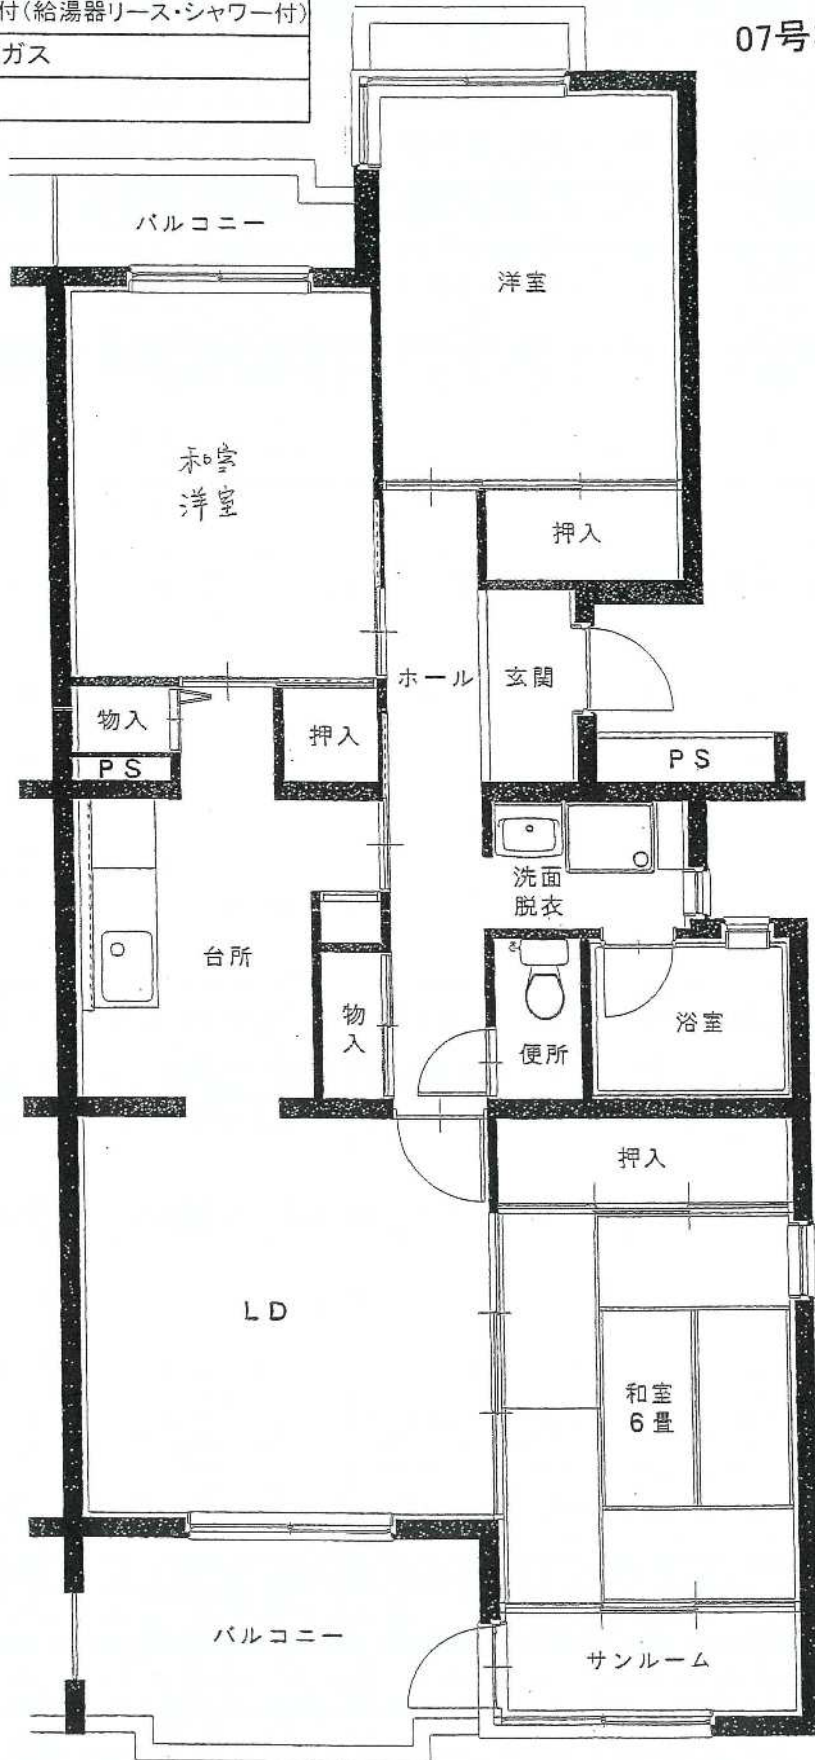 付(給湯器リース・シャワー付)
ガス
07号
バルコニー
洋室
和室
洋室
押入
ホール
玄関
物入
押入
PS
PS
洗面
脱衣
台所
物入
便所
浴室
押入
LD
和室
6畳
バルコニー
サンルーム